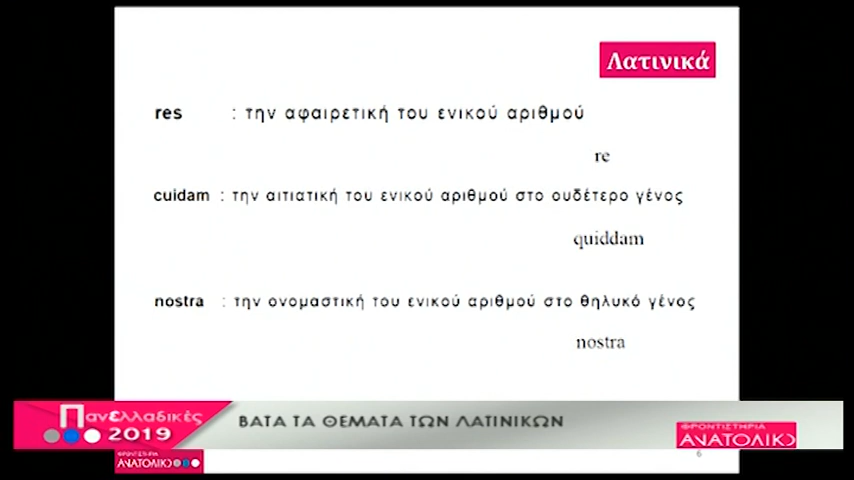 Λατινικά
res : την αφαιρετική του ενικού αριθμού
re
cuidam : την αιτιατική του ενικού αριθμού στο ουδέτερο γένος
quiddam
nostra : την ονομαστική του ενικού αριθμού στο θηλυκό γένος
nostra
Πανελλαδικές
2019
ΒΑΤΑ ΤΑ ΘΕΜΑΤΑ ΤΩΝ ΛΑΤΙΝΙΚΩΝ
ΦΡΟΝΤΙΣΤΗΡΙΑ
ΑΝΑΤΟΛΙΚΟ
6
ΦΡΟΝΤΙΣΤΗΡΙΑ
ΑΝΑΤΟΛΙΚΟ